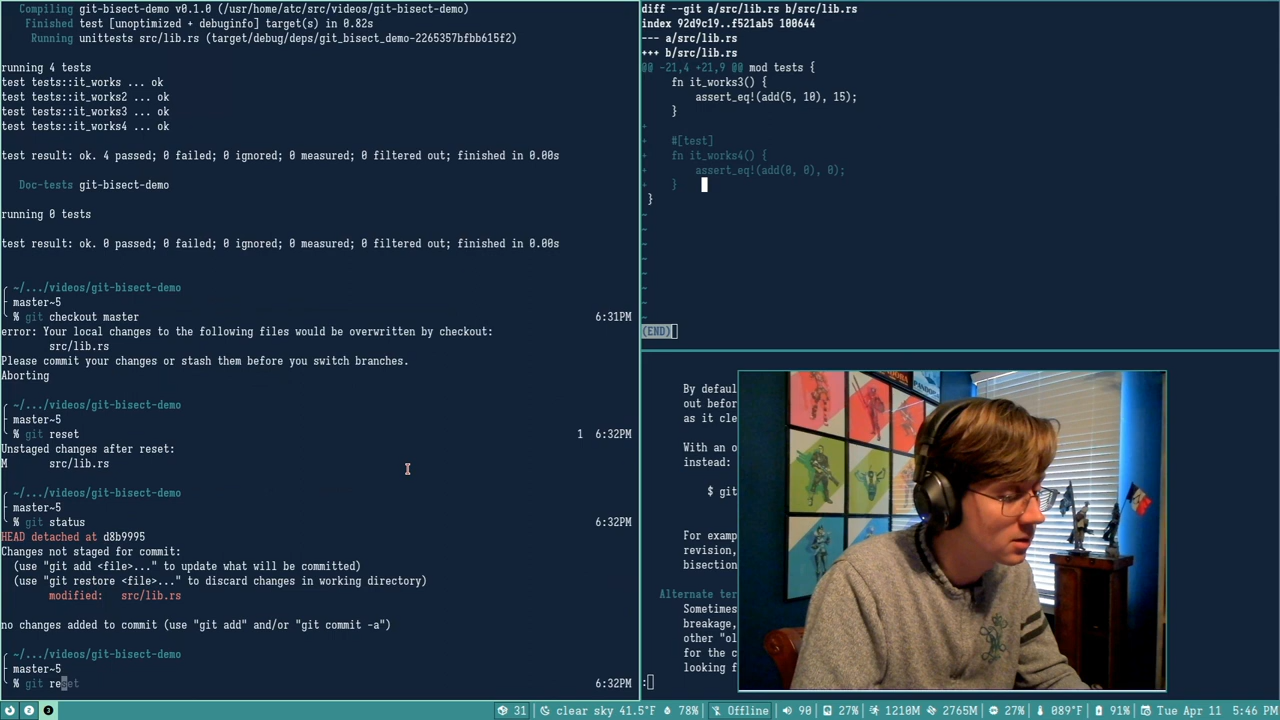 Compiling git-bisect-demo v0.1.0 (/usr/home/atc/src/videos/git-bisect-demo)
Finished test [unoptimized + debuginfo] target(s) in 0.82s
Running unittests src/lib.rs (target/debug/deps/git_bisect_demo-2265357bfbb615f2)
running 4 tests
test tests::it_works ... ok
test tests::it_works2 ... ok
test tests::it_works3 ... ok
test tests::it_works4 ... ok
test result: ok. 4 passed; 0 failed; 0 ignored; 0 measured; 0 filtered out; finished in 0.00s
Doc-tests git-bisect-demo
running 0 tests
test result: ok. 0 passed; 0 failed; 0 ignored; 0 measured; 0 filtered out; finished in 0.00s
~/.../videos/git-bisect-demo
master~5
% git checkout master 6:31PM
error: Your local changes to the following files would be overwritten by checkout:
src/lib.rs
Please commit your changes or stash them before you switch branches.
Aborting
~/.../videos/git-bisect-demo
master~5
% git reset 1 6:32PM
Unstaged changes after reset:
M src/lib.rs
~/.../videos/git-bisect-demo
master~5
% git status 6:32PM
HEAD detached at d8b9995
Changes not staged for commit:
(use "git add <file>..." to update what will be committed)
(use "git restore <file>..." to discard changes in working directory)
modified: src/lib.rs
no changes added to commit (use "git add" and/or "git commit -a")
~/.../videos/git-bisect-demo
master~5
% git reset 6:32PM
diff --git a/src/lib.rs b/src/lib.rs
index 92d9c19..f521ab5 100644
--- a/src/lib.rs
+++ b/src/lib.rs
@@ -21,4 +21,9 @@ mod tests {
fn it_works3() {
assert_eq!(add(5, 10), 15);
}
+
+ #[test]
+ fn it_works4() {
+ assert_eq!(add(0, 0), 0);
+ }
}
~
~
~
~
~
~
~
~
(END)
By defau
out befor
as it cle
With an o
instead:
$ git
For examp
revision,
bisection
Alternate ter
Sometimes
breakage,
other "ol
for the c
looking f
:
2 3 31 clear sky 41.5°F 78% Offline 90 27% 1210M 2765M 27% 089°F 91% Tue Apr 11 5:46 PM